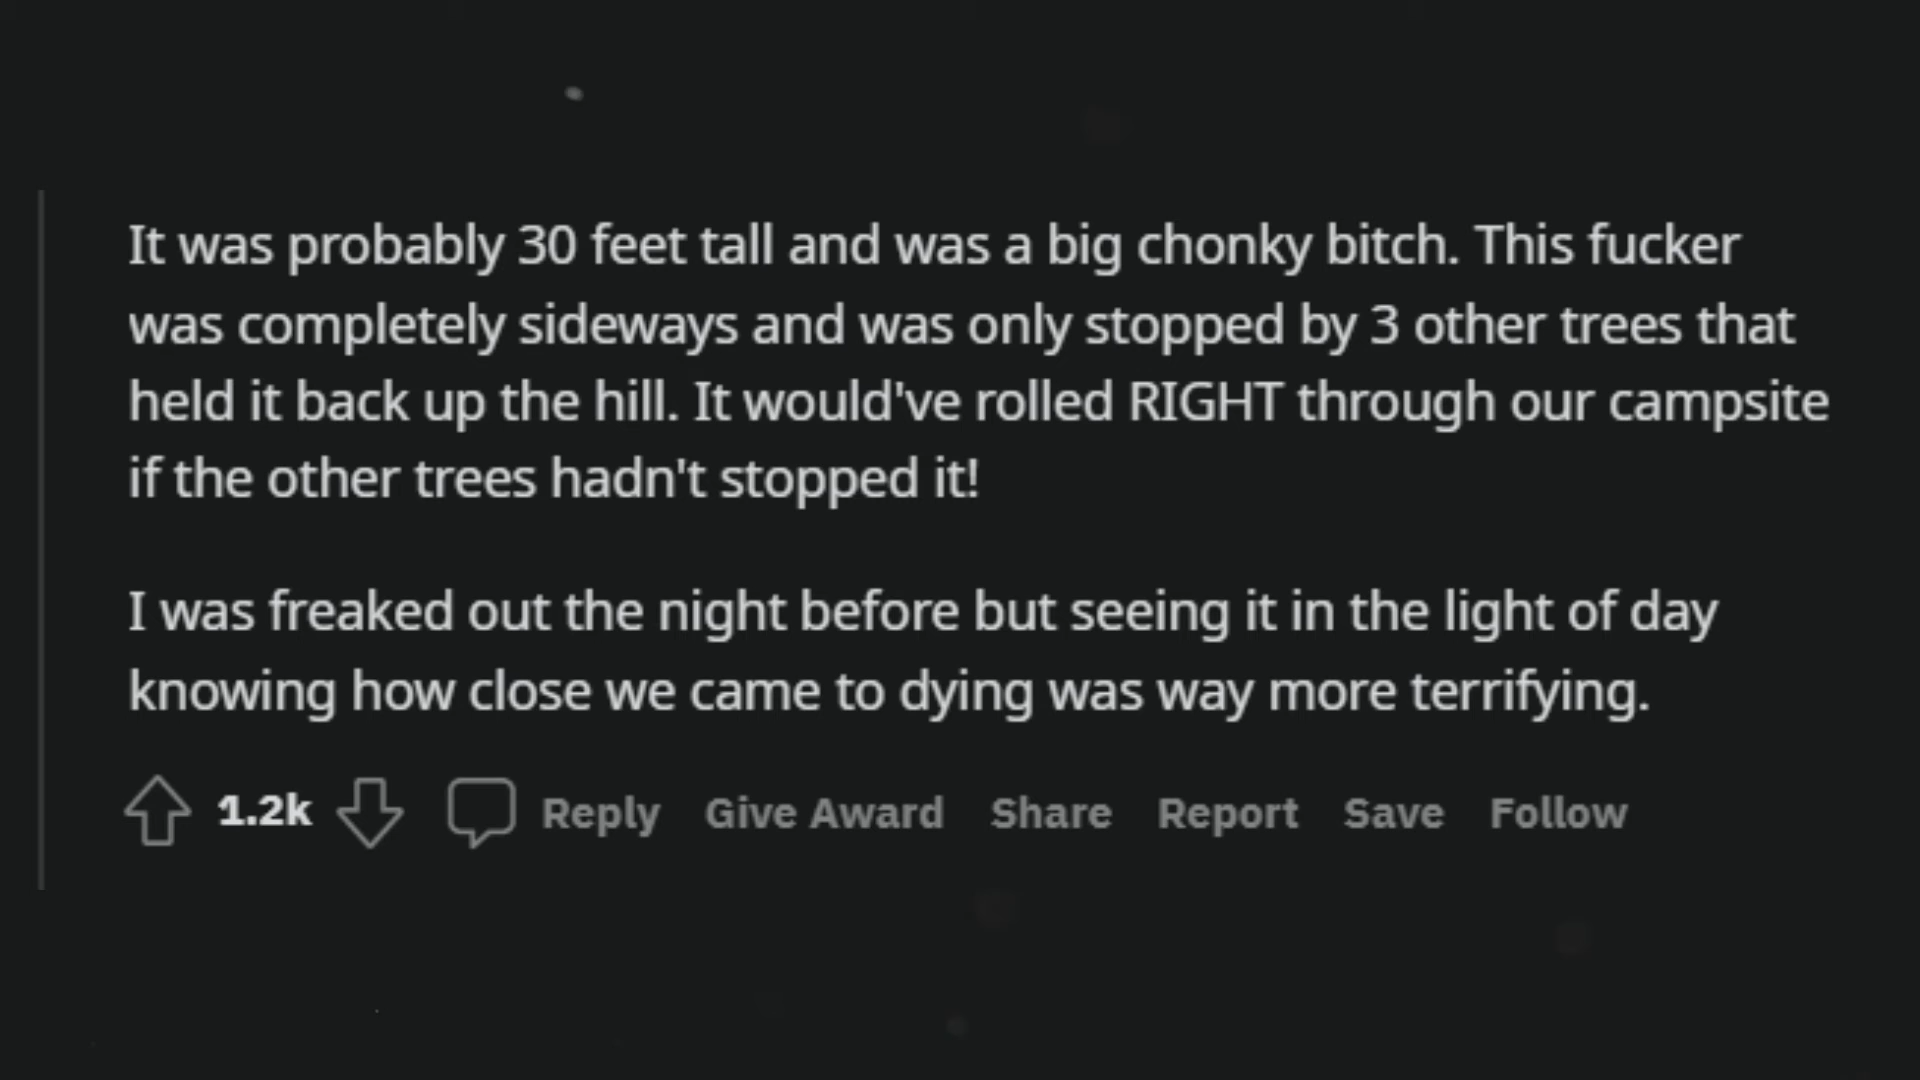 It was probably 30 feet tall and was a big chonky bitch. This fucker
was completely sideways and was only stopped by 3 other trees that
held it back up the hill. It would've rolled RIGHT through our campsite
if the other trees hadn't stopped it!
I was freaked out the night before but seeing it in the light of day
knowing how close we came to dying was way more terrifying.
1.2k Reply Give Award Share Report Save Follow